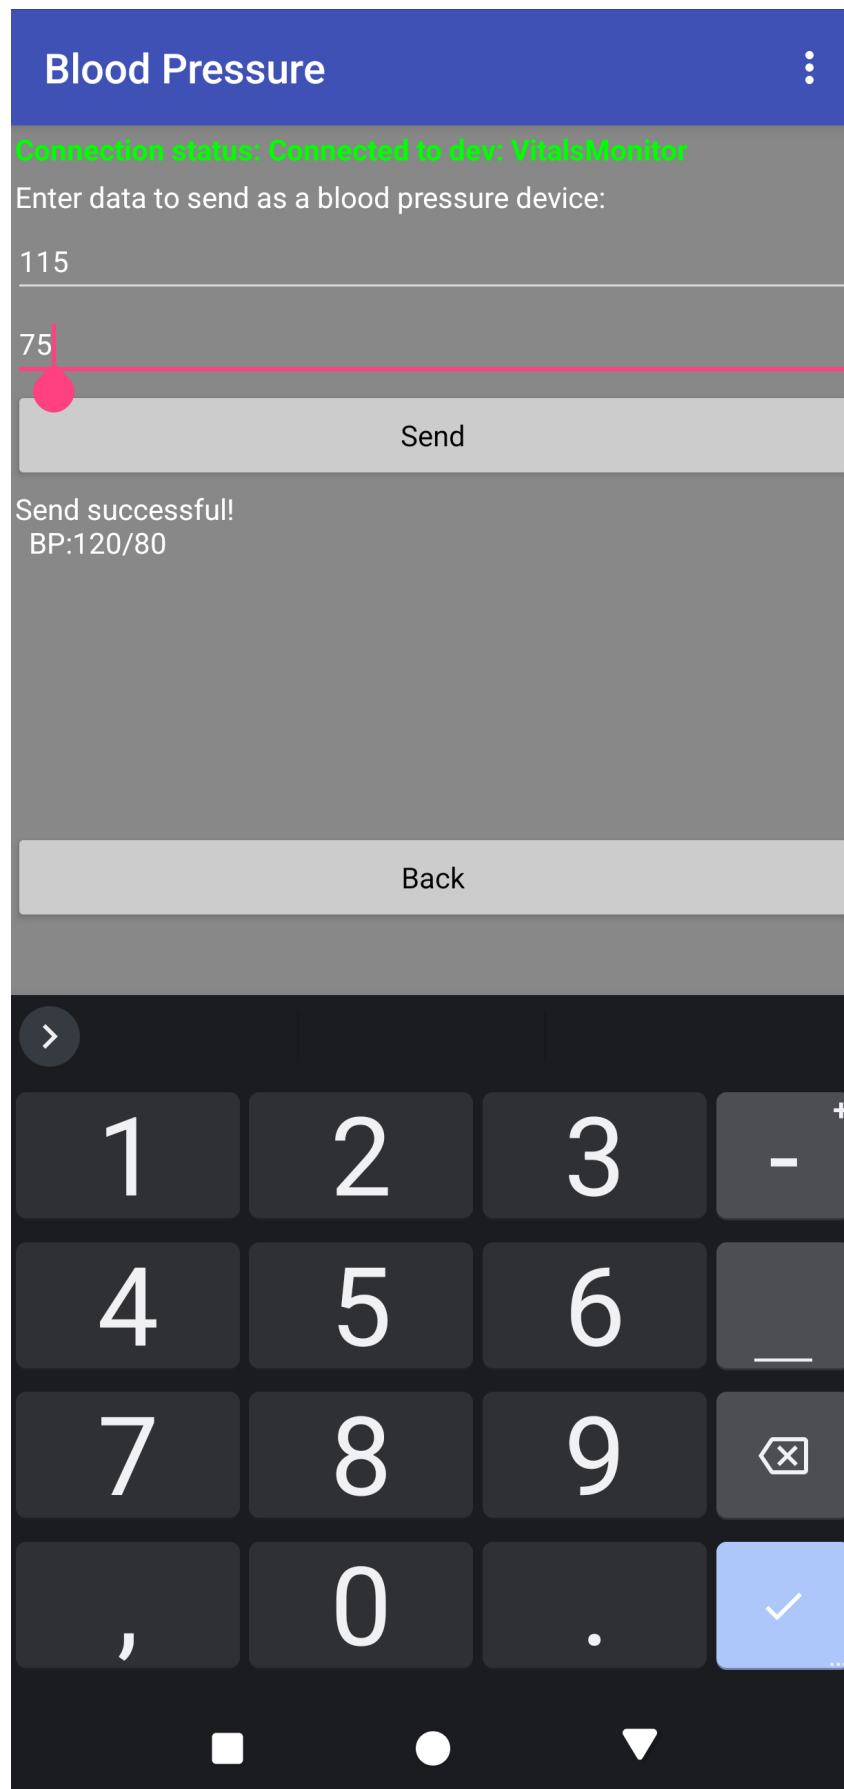 Blood Pressure
Connection status: Connected to dev: VitalsMonitor
Enter data to send as a blood pressure device:
115
75
Send
Send successful!
BP:120/80
Back
1 2 3 - +
4 5 6
7 8 9
, 0 .